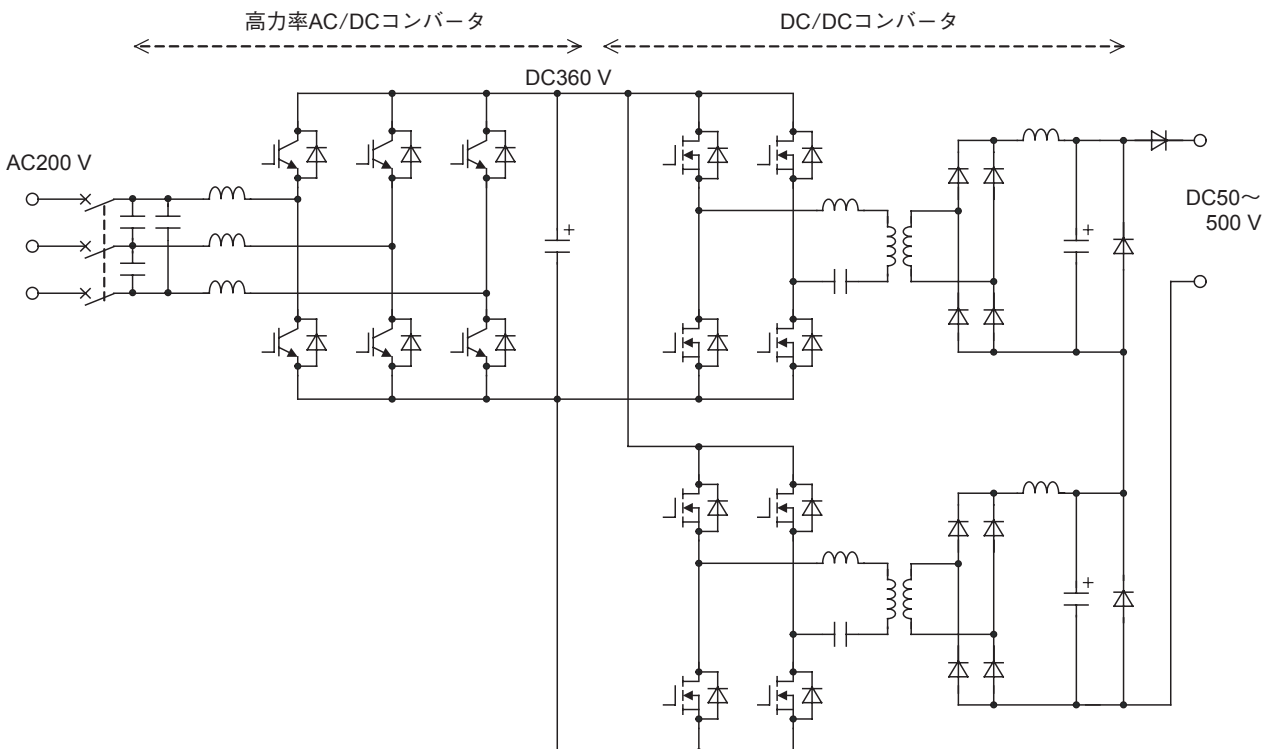 高力率AC/DCコンバータ
DC/DCコンバータ
DC360 V
AC200 V
DC50～
500 V
+
+
+